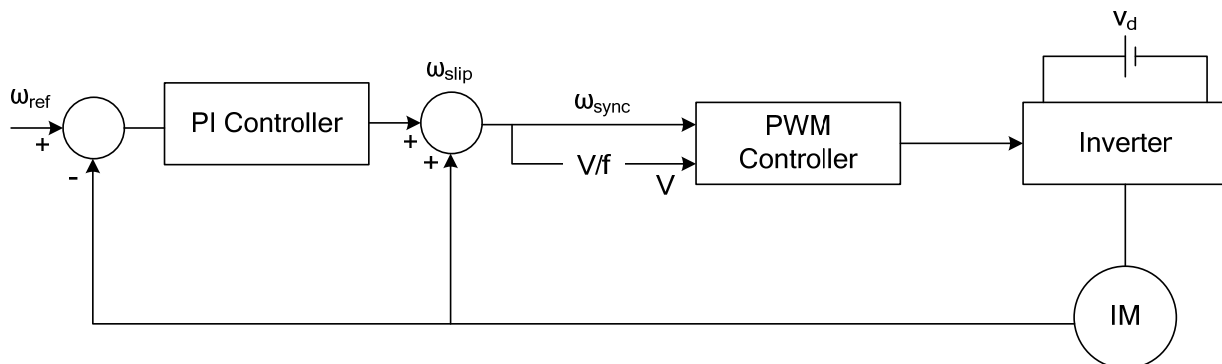 v_d
ω_slip
ω_ref
ω_sync
PI Controller
PWM
Controller
Inverter
+
+
+
-
V/f
V
IM